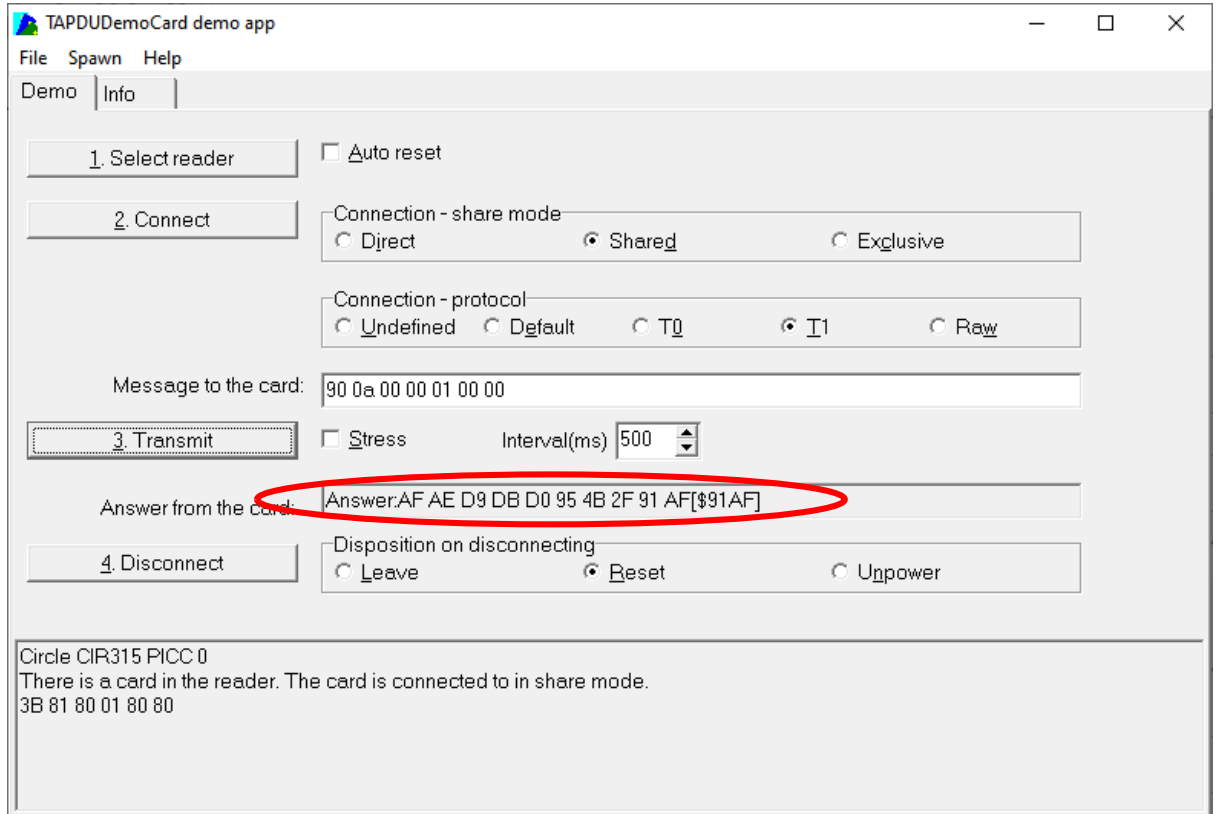 TAPDUDemoCard demo app
File Spawn Help
Demo Info
1. Select reader Auto reset
2. Connect Connection - share mode
Direct Shared Exclusive
Connection - protocol
Undefined Default T0 T1 Raw
Message to the card: 90 0a 00 00 01 00 00
3. Transmit Stress Interval(ms) 500
Answer from the card: Answer:AF AE D9 DB D0 95 4B 2F 91 AF[$91AF]
4. Disconnect Disposition on disconnecting
Leave Reset Unpower
Circle CIR315 PICC 0
There is a card in the reader. The card is connected to in share mode.
3B 81 80 01 80 80